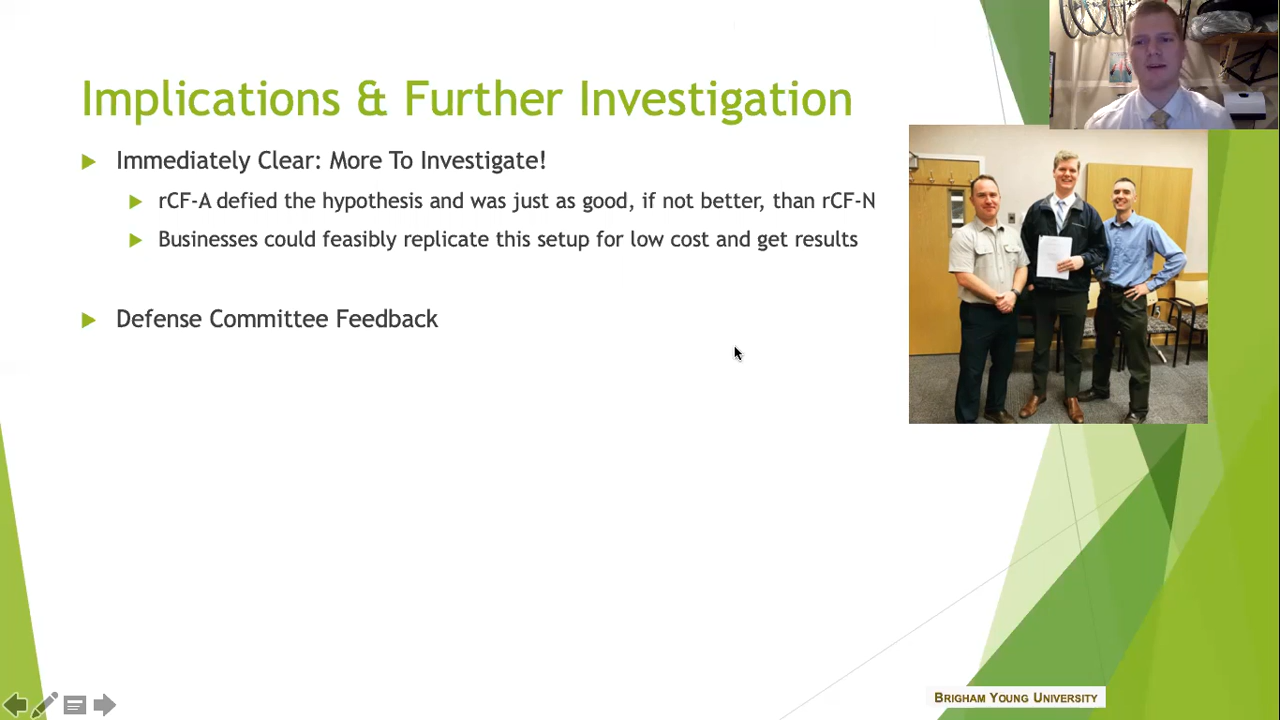 Implications & Further Investigation
Immediately Clear: More To Investigate!
rCF-A defied the hypothesis and was just as good, if not better, than rCF-N
Businesses could feasibly replicate this setup for low cost and get results
Defense Committee Feedback
BRIGHAM YOUNG UNIVERSITY